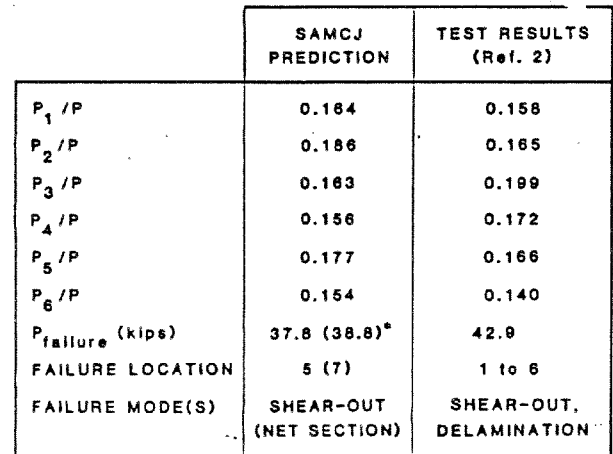 SAMCJ TEST RESULTS
PREDICTION (Ref. 2)
P1 /P 0.164 0.158
P2 /P 0.186 0.165
P3 /P 0.163 0.199
P4 /P 0.156 0.172
P5 /P 0.177 0.166
P6 /P 0.154 0.140
Pfailure (kips) 37.8 (38.8)* 42.9
FAILURE LOCATION 5 (7) 1 to 6
FAILURE MODE(S) SHEAR-OUT SHEAR-OUT,
(NET SECTION) DELAMINATION